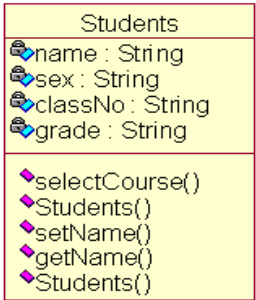 Students
name : String
sex : String
classNo : String
grade : String
selectCourse()
Students()
setName()
getName()
Students()